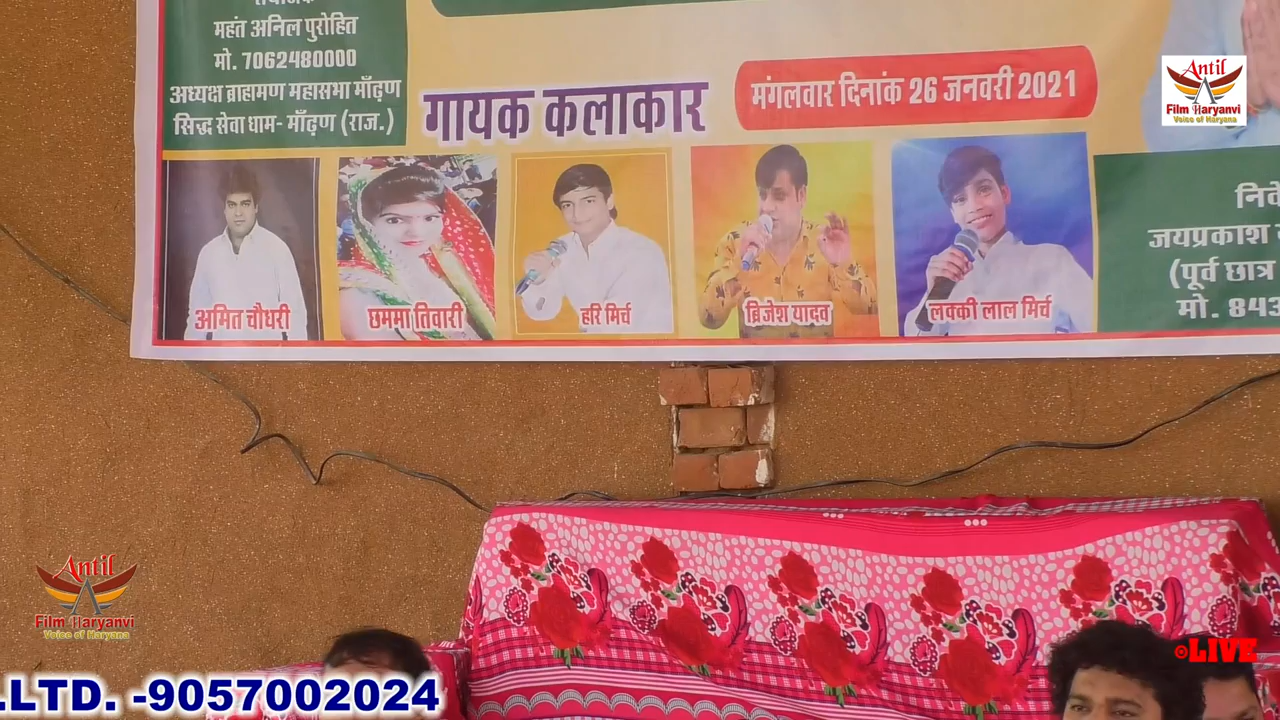 महंत अनिल पुरोहित
मो. 7062480000
अध्यक्ष ब्राहामण महासभा माँढ़ण
सिद्ध सेवा धाम- माँढ़ण (राज.)
गायक कलाकार
मंगलवार दिनांक 26 जनवरी 2021
Antil
Film Haryanvi
Voice of Haryana
अमित चौधरी
छममा तिवारी
हरि मिर्च
ब्रिजेश यादव
लक्की लाल मिर्च
जयप्रकाश
(पूर्व छात्र
मो. 843
Antil
Film Haryanvi
Voice of Haryana
LIVE
.LTD. -9057002024